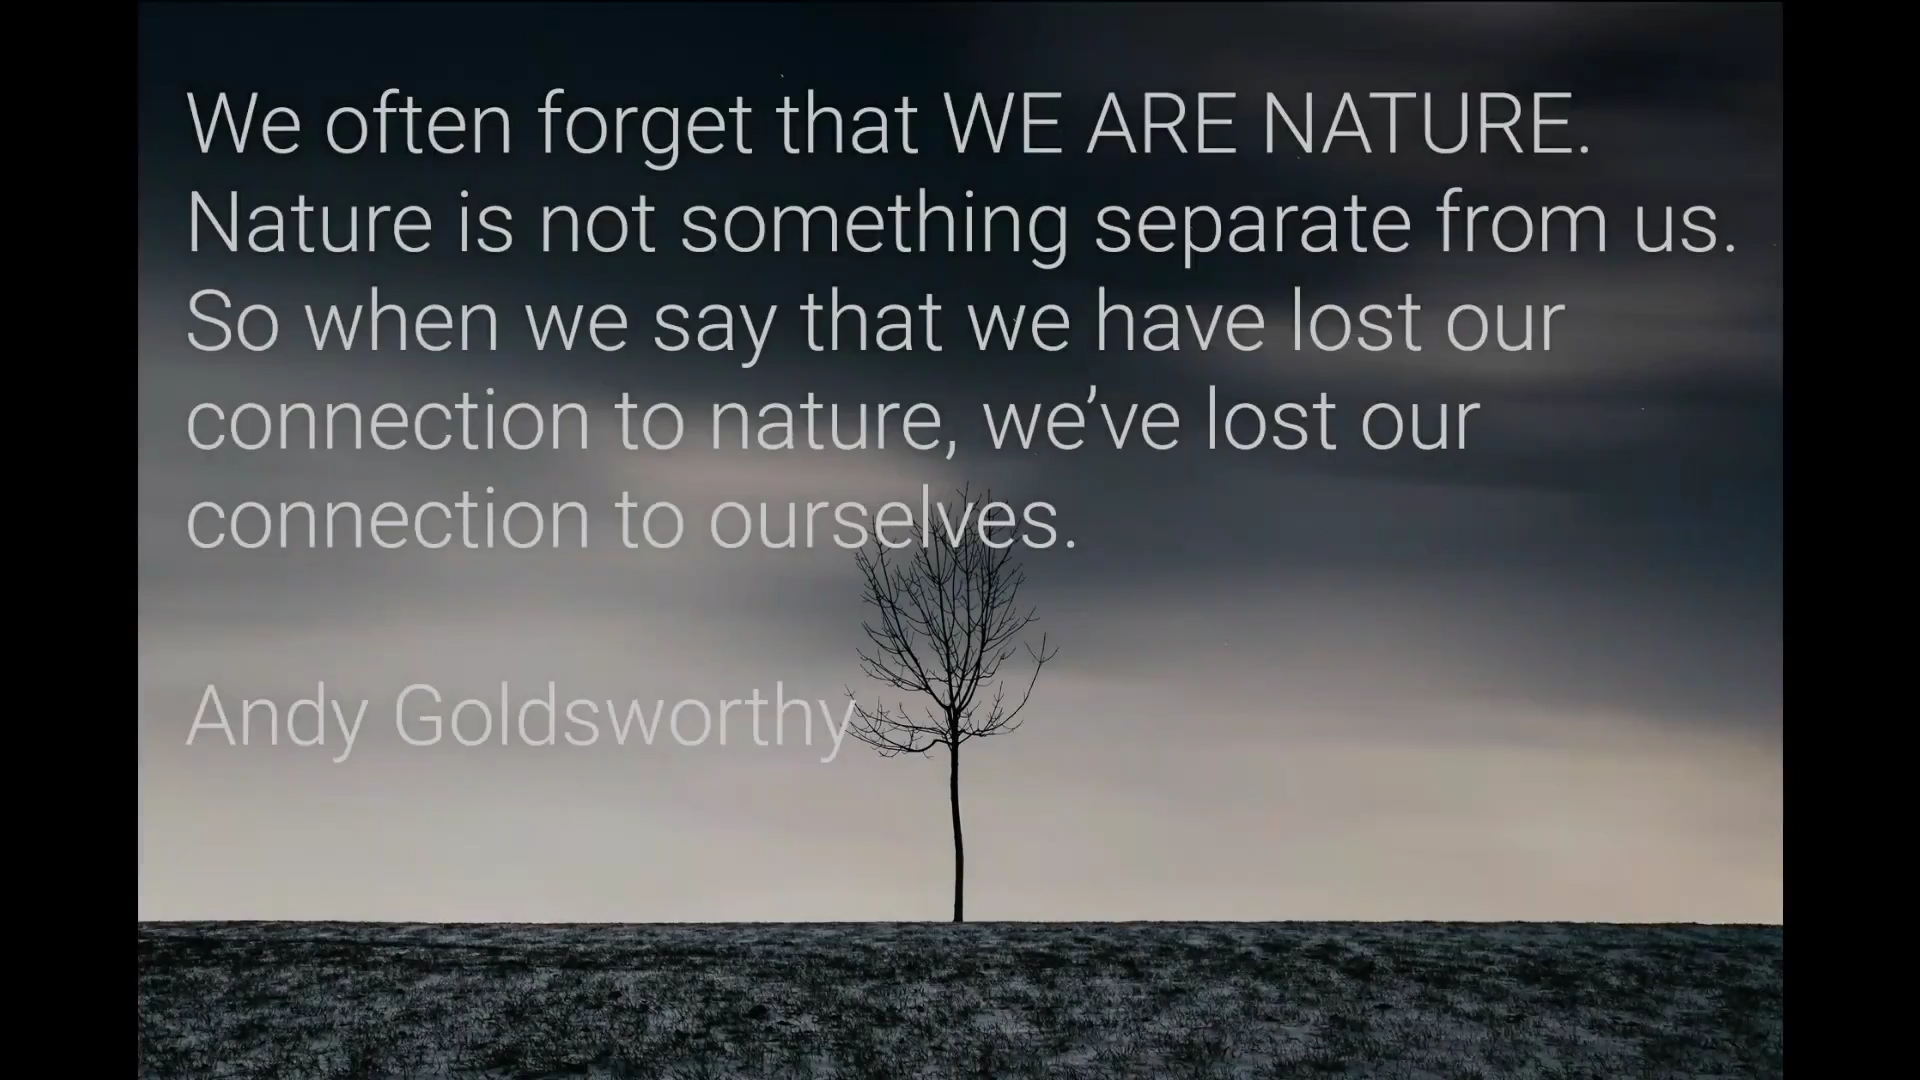 We often forget that WE ARE NATURE.
Nature is not something separate from us.
So when we say that we have lost our
connection to nature, we’ve lost our
connection to ourselves.
Andy Goldsworthy